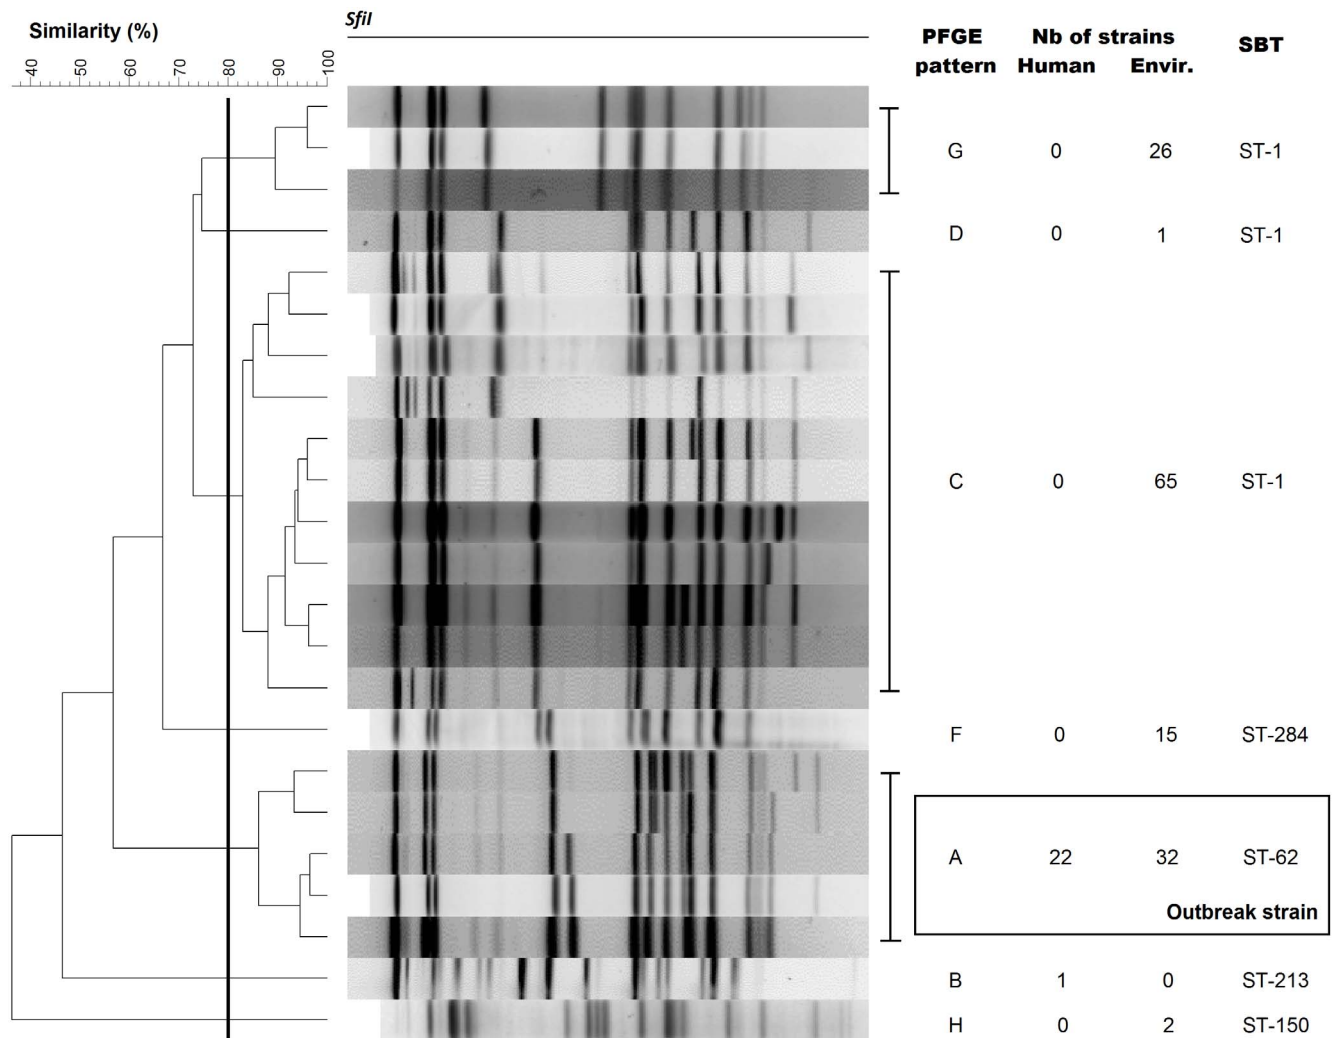 SfiI
Similarity (%)
40 50 60 70 80 90 100
PFGE pattern Nb of strains SBT
Human Envir.
G 0 26 ST-1
D 0 1 ST-1
C 0 65 ST-1
F 0 15 ST-284
A 22 32 ST-62
Outbreak strain
B 1 0 ST-213
H 0 2 ST-150